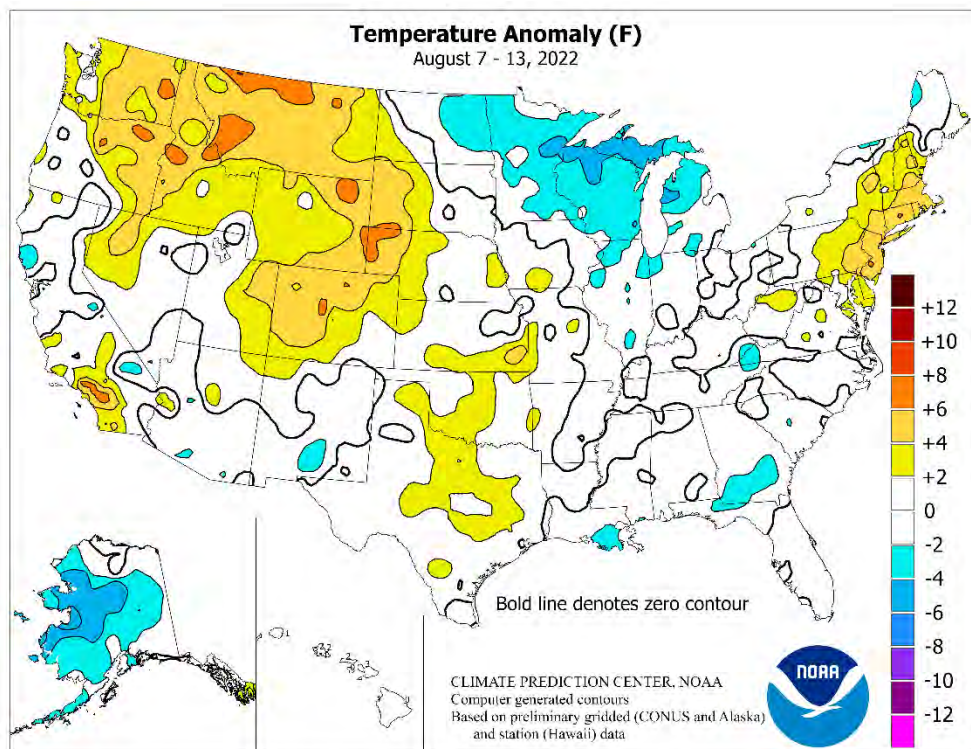 Temperature Anomaly (F)
August 7 - 13, 2022
+12
+10
+8
+6
+4
+2
0
-2
-4
-6
-8
-10
-12
Bold line denotes zero contour
CLIMATE PREDICTION CENTER, NOAA
Computer generated contours
Based on preliminary gridded (CONUS and Alaska)
and station (Hawaii) data
NOAA